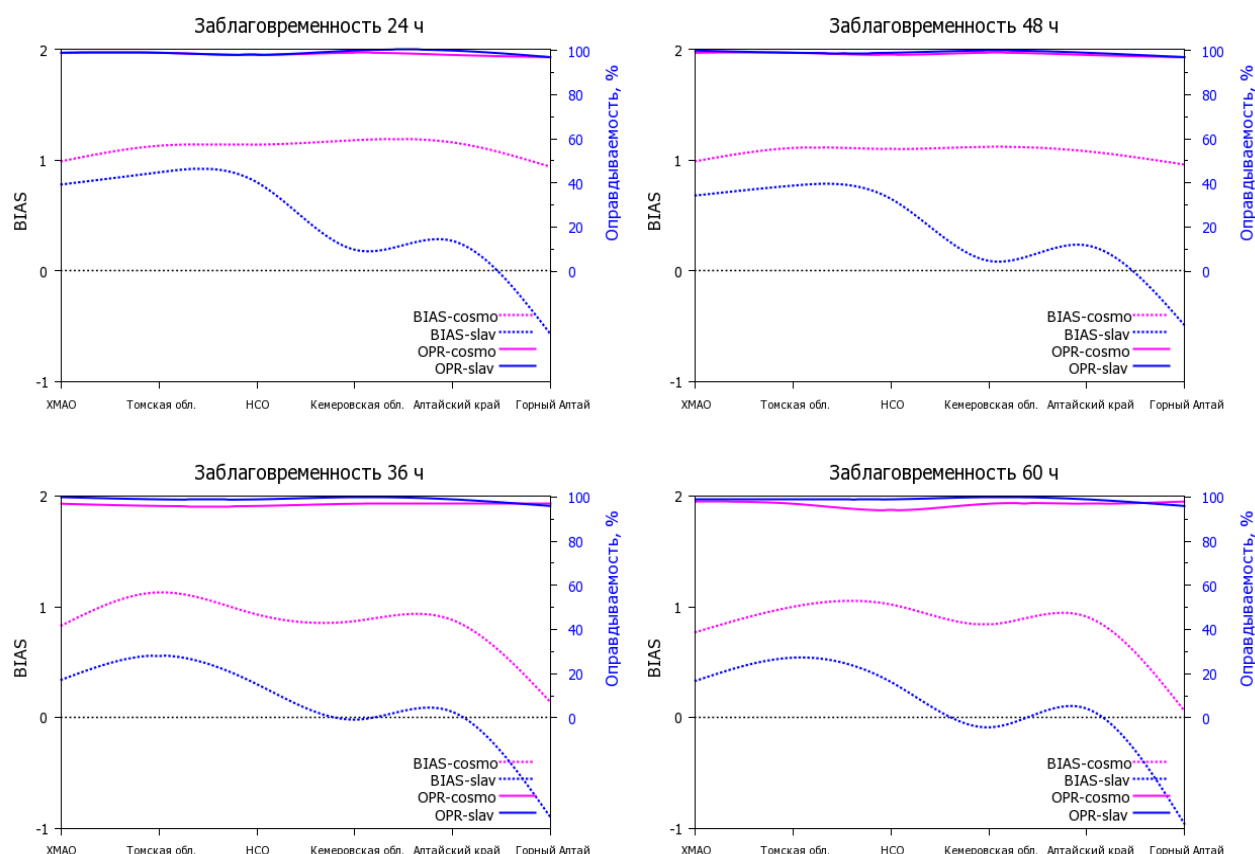 Заблаговременность 24 ч
2
1
0
-1
BIAS
100
80
60
40
20
0
Оправдываемость, %
BIAS-cosmo
BIAS-slav
OPR-cosmo
OPR-slav
ХМАО Томская обл. НСО Кемеровская обл. Алтайский край Горный Алтай
Заблаговременность 48 ч
2
1
0
-1
BIAS
100
80
60
40
20
0
Оправдываемость, %
BIAS-cosmo
BIAS-slav
OPR-cosmo
OPR-slav
ХМАО Томская обл. НСО Кемеровская обл. Алтайский край Горный Алтай
Заблаговременность 36 ч
2
1
0
-1
BIAS
100
80
60
40
20
0
Оправдываемость, %
BIAS-cosmo
BIAS-slav
OPR-cosmo
OPR-slav
ХМАО Томская обл. НСО Кемеровская обл. Алтайский край Горный Алтай
Заблаговременность 60 ч
2
1
0
-1
BIAS
100
80
60
40
20
0
Оправдываемость, %
BIAS-cosmo
BIAS-slav
OPR-cosmo
OPR-slav
ХМАО Томская обл. НСО Кемеровская обл. Алтайский край Горный Алтай